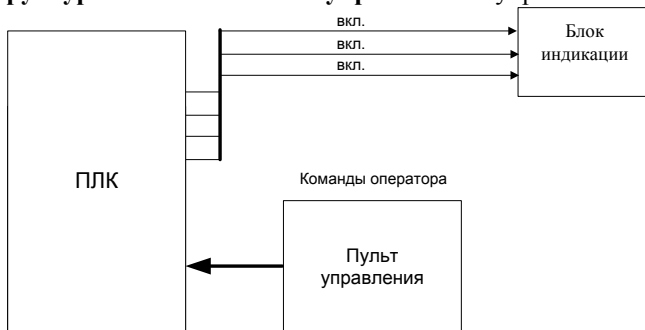 вкл.
Блок
вкл.
индикации
вкл.
ПЛК
Команды оператора
Пульт
управления